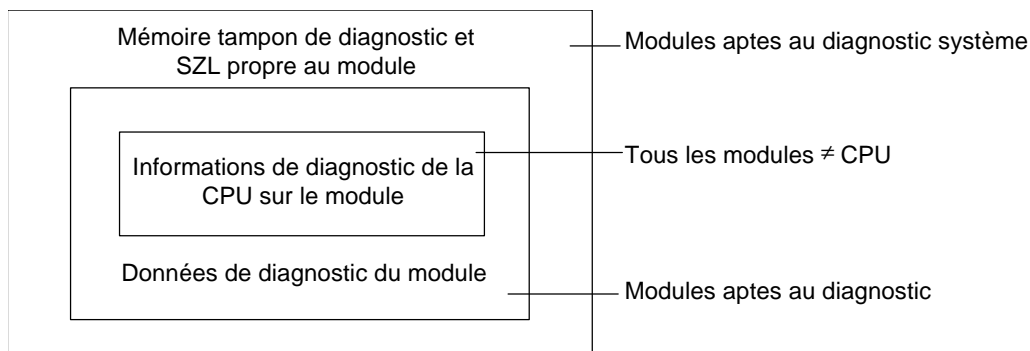 Mémoire tampon de diagnostic et
SZL propre au module
Modules aptes au diagnostic système
Informations de diagnostic de la
CPU sur le module
Tous les modules ≠ CPU
Données de diagnostic du module
Modules aptes au diagnostic